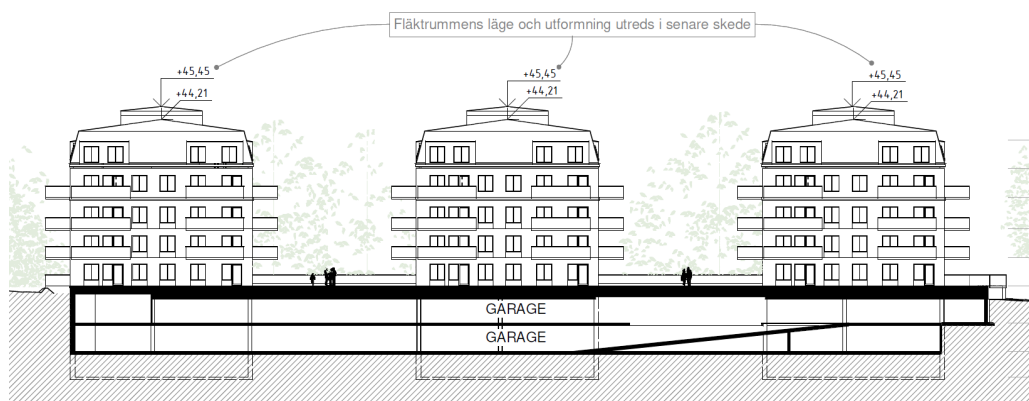 Fläktrummens läge och utformning utreds i senare skede
+45,45
+44,21
+45,45
+44,21
+45,45
+44,21
GARAGE
GARAGE